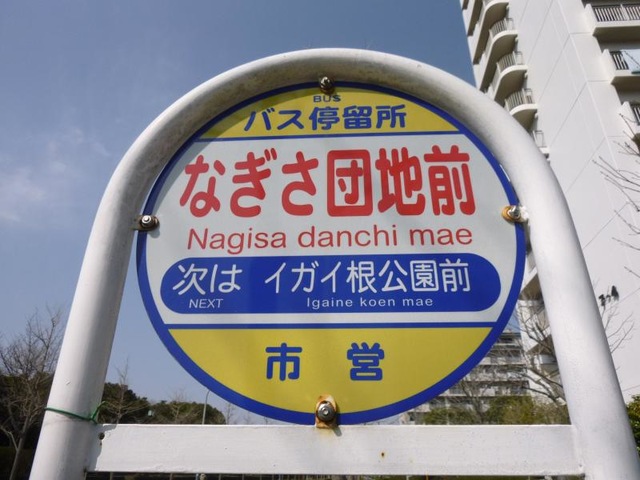 BUS
バス停留所
なぎさ団地前
Nagisa danchi mae
次は イガイ根公園前
NEXT Igaine koen mae
市営